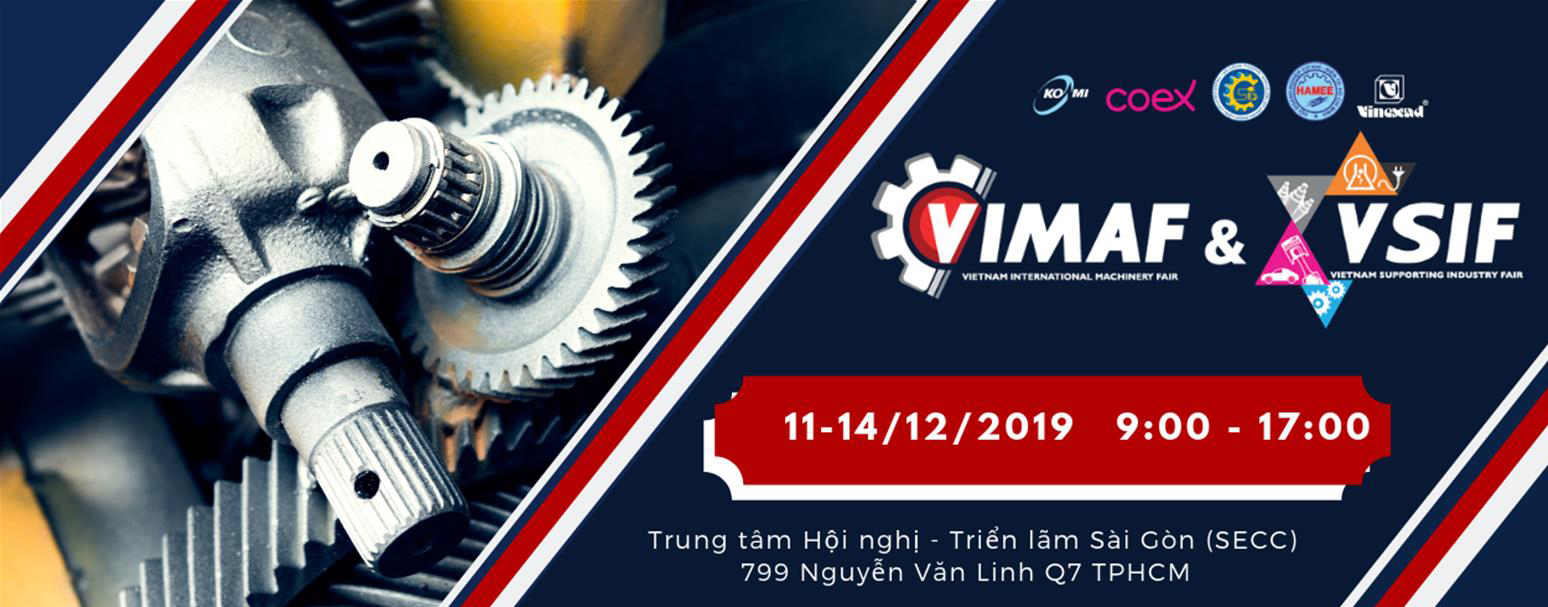 KOAMI
coex
HAMEE
Vinexad®
VIMAF & VSIF
VIETNAM INTERNATIONAL MACHINERY FAIR
VIETNAM SUPPORTING INDUSTRY FAIR
11-14/12/2019 9:00 - 17:00
Trung tâm Hội nghị - Triển lãm Sài Gòn (SECC)
799 Nguyễn Văn Linh Q7 TPHCM